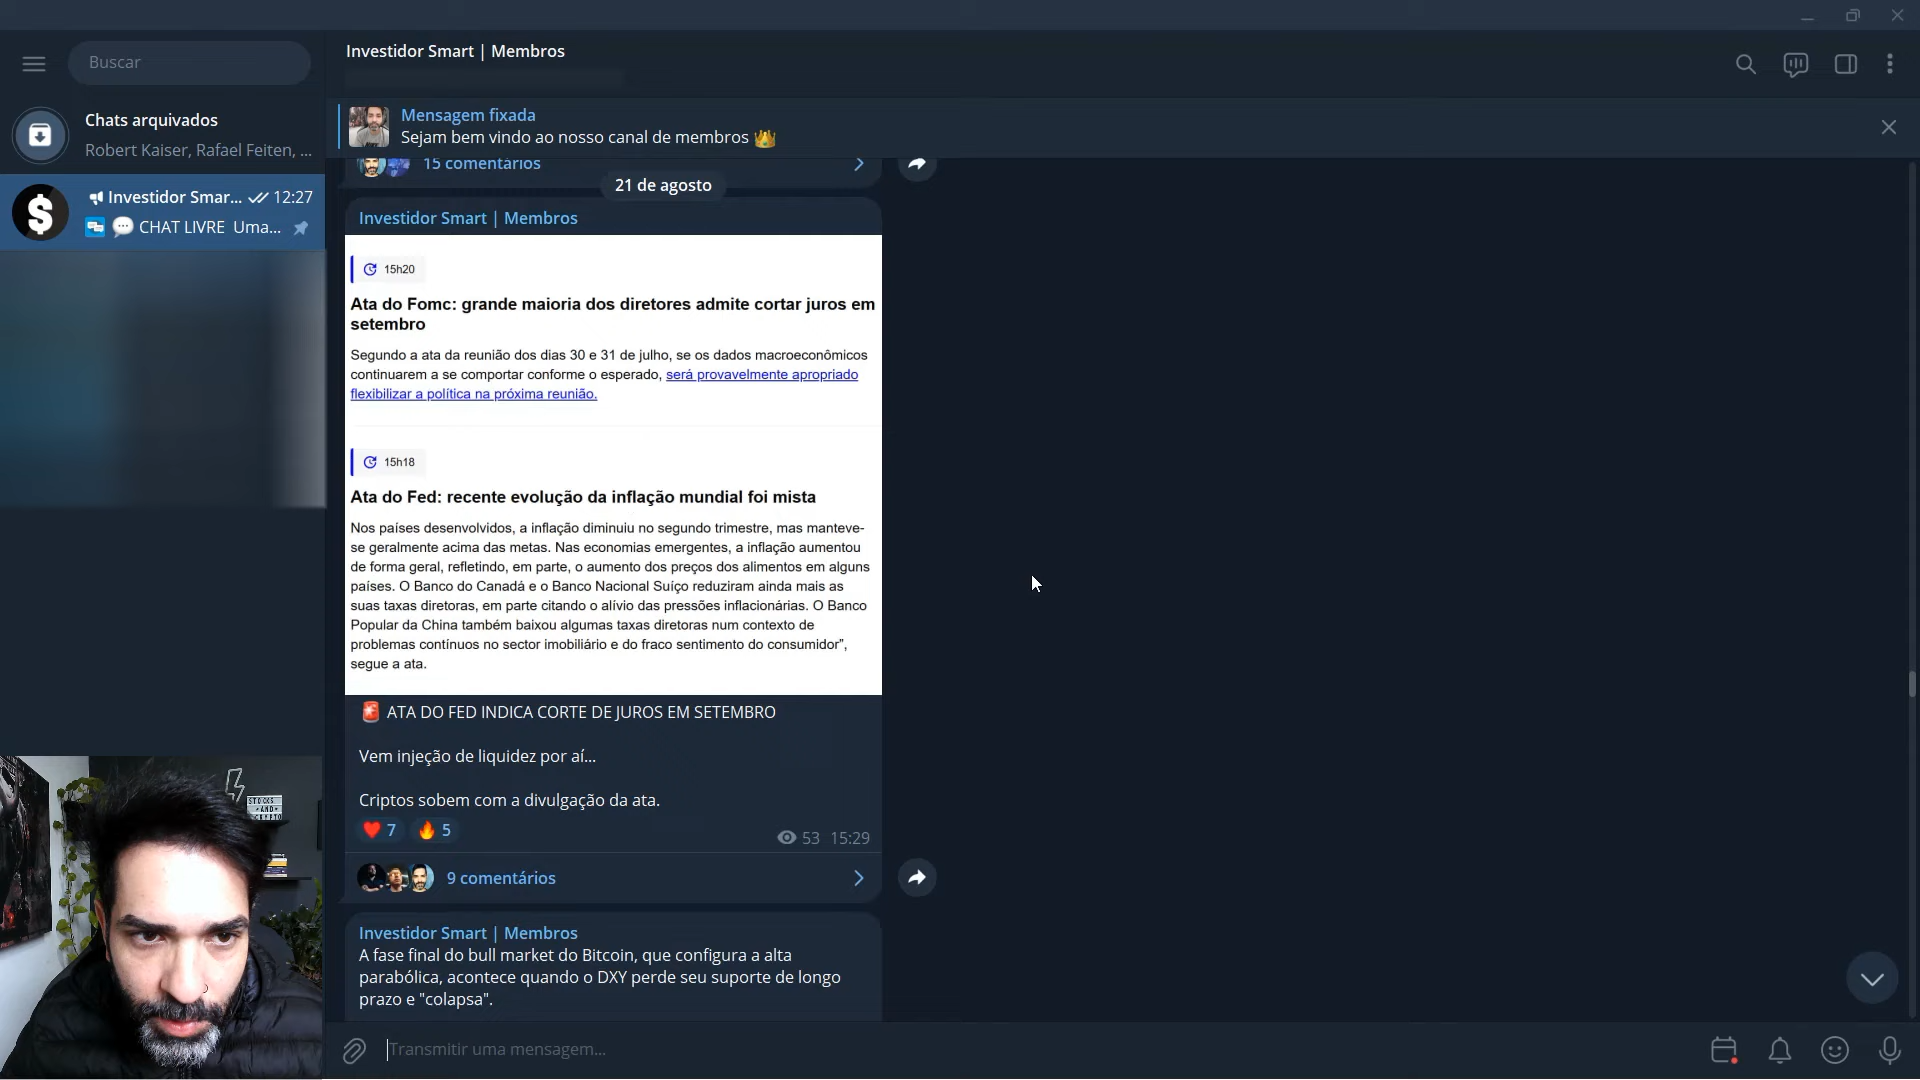 Buscar
Investidor Smart | Membros
Chats arquivados
Robert Kaiser, Rafael Feiten, ...
Investidor Smar... 12:27
💬 CHAT LIVRE Uma...
Mensagem fixada
Sejam bem vindo ao nosso canal de membros 👑
15 comentários
21 de agosto
Investidor Smart | Membros
15h20
Ata do Fomc: grande maioria dos diretores admite cortar juros em
setembro
Segundo a ata da reunião dos dias 30 e 31 de julho, se os dados macroeconômicos
continuarem a se comportar conforme o esperado, será provavelmente apropriado
flexibilizar a política na próxima reunião.
15h18
Ata do Fed: recente evolução da inflação mundial foi mista
Nos países desenvolvidos, a inflação diminuiu no segundo trimestre, mas manteve-
se geralmente acima das metas. Nas economias emergentes, a inflação aumentou
de forma geral, refletindo, em parte, o aumento dos preços dos alimentos em alguns
países. O Banco do Canadá e o Banco Nacional Suíço reduziram ainda mais as
suas taxas diretoras, em parte citando o alívio das pressões inflacionárias. O Banco
Popular da China também baixou algumas taxas diretoras num contexto de
problemas contínuos no sector imobiliário e do fraco sentimento do consumidor”,
segue a ata.
🚨 ATA DO FED INDICA CORTE DE JUROS EM SETEMBRO
Vem injeção de liquidez por aí...
Criptos sobem com a divulgação da ata.
❤️ 7 🔥 5
53 15:29
9 comentários
Investidor Smart | Membros
A fase final do bull market do Bitcoin, que configura a alta
parabólica, acontece quando o DXY perde seu suporte de longo
prazo e "colapsa".
Transmitir uma mensagem...
STOCKS
AND
CRYPTO